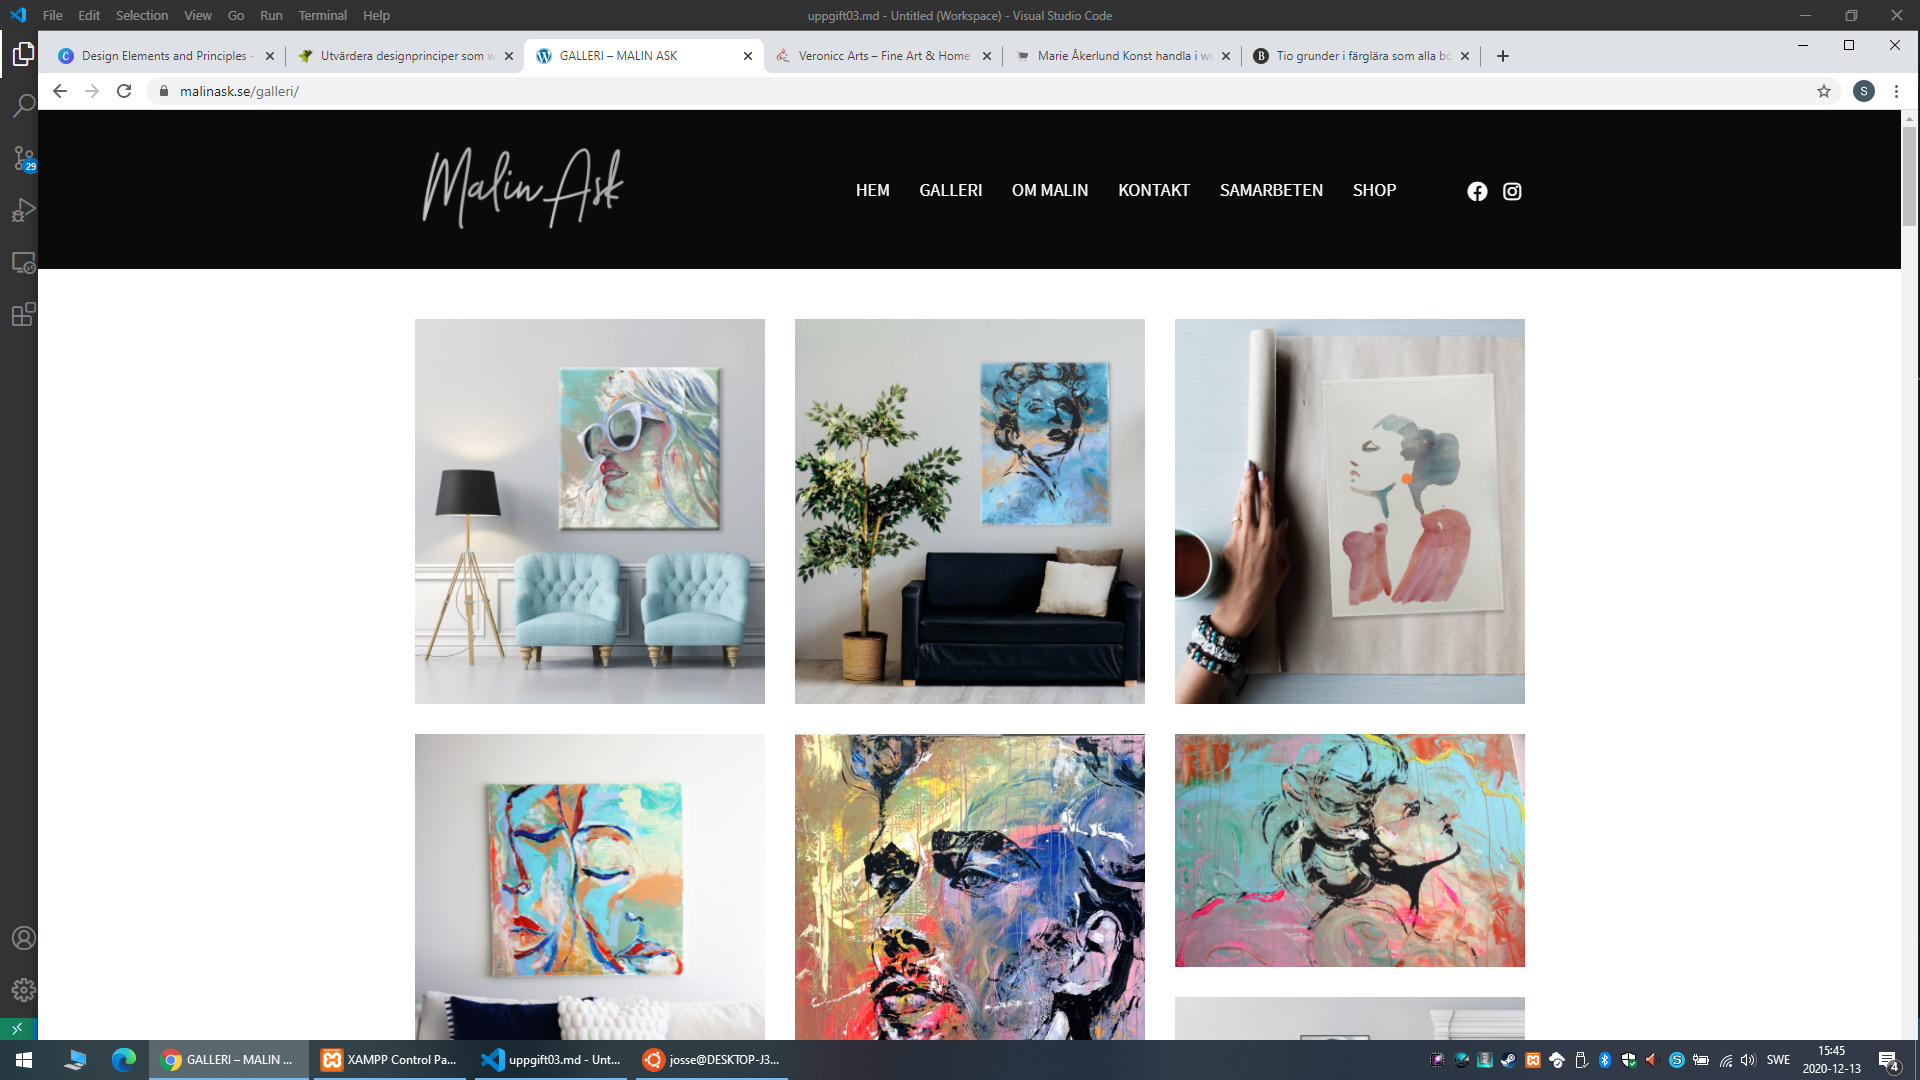 File Edit Selection View Go Run Terminal Help
uppgift03.md - Untitled (Workspace) - Visual Studio Code
Design Elements and Principles -
Utvärdera designprinciper som w
GALLERI – MALIN ASK
Veronicc Arts – Fine Art & Home
Marie Åkerlund Konst handla i we
Tio grunder i färglära som alla bö
malinask.se/galleri/
S
29
Malin Ask
HEM GALLERI OM MALIN KONTAKT SAMARBETEN SHOP
GALLERI – MALIN ...
XAMPP Control Pa...
uppgift03.md - Unt...
josse@DESKTOP-J3...
SWE
15:45
2020-12-13
4